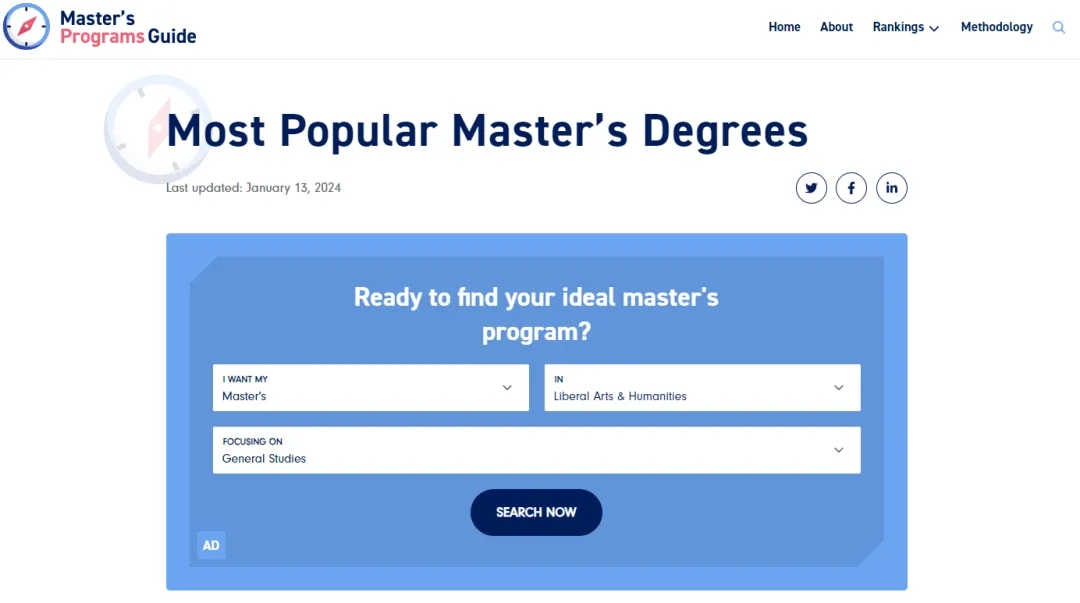 Master's
Programs Guide
Home About Rankings Methodology
Most Popular Master's Degrees
Last updated: January 13, 2024
Ready to find your ideal master's
program?
I WANT MY
Master's
IN
Liberal Arts & Humanities
FOCUSING ON
General Studies
SEARCH NOW
AD